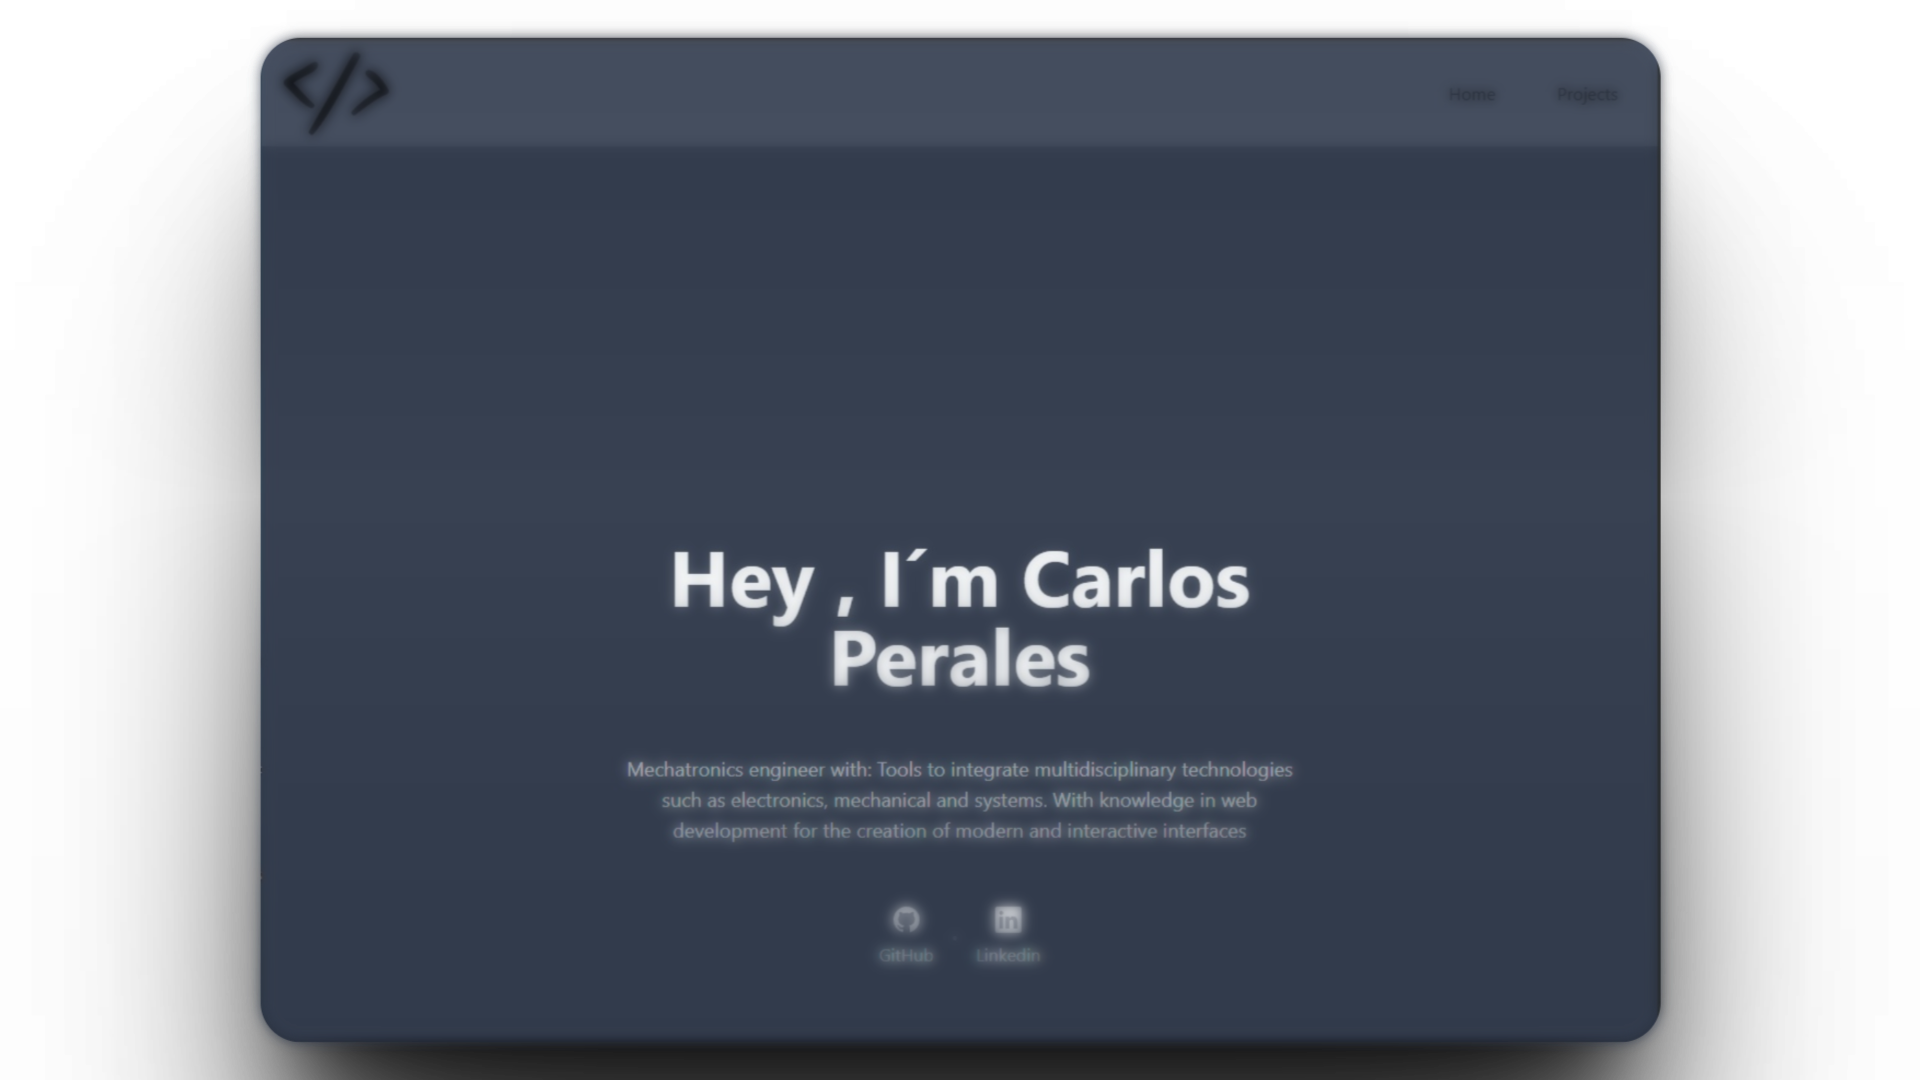 </>
Home Projects
Hey , I´m Carlos
Perales
Mechatronics engineer with: Tools to integrate multidisciplinary technologies
such as electronics, mechanical and systems. With knowledge in web
development for the creation of modern and interactive interfaces
in
GitHub Linkedin